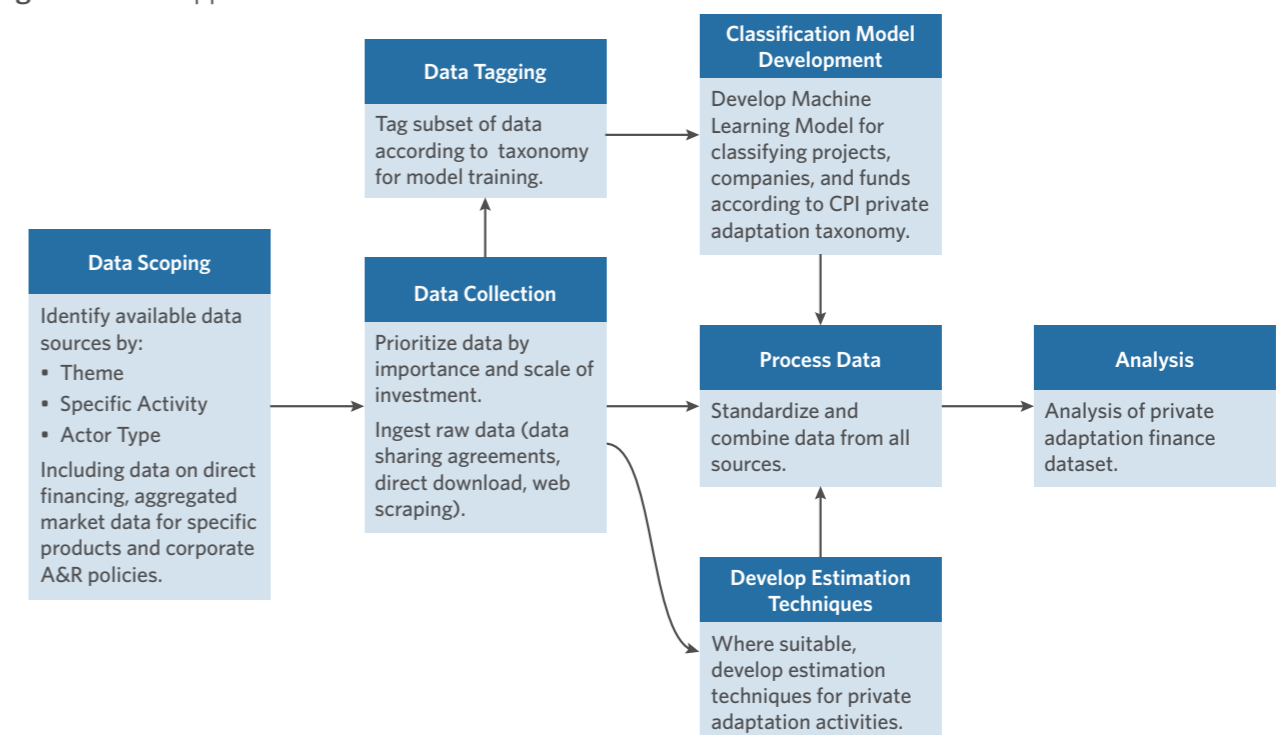 Data Scoping
Identify available data
sources by:
• Theme
• Specific Activity
• Actor Type
Including data on direct
financing, aggregated
market data for specific
products and corporate
A&R policies.
Data Tagging
Tag subset of data
according to taxonomy
for model training.
Data Collection
Prioritize data by
importance and scale of
investment.
Ingest raw data (data
sharing agreements,
direct download, web
scraping).
Classification Model
Development
Develop Machine
Learning Model for
classifying projects,
companies, and funds
according to CPI private
adaptation taxonomy.
Process Data
Standardize and
combine data from all
sources.
Develop Estimation
Techniques
Where suitable,
develop estimation
techniques for private
adaptation activities.
Analysis
Analysis of private
adaptation finance
dataset.